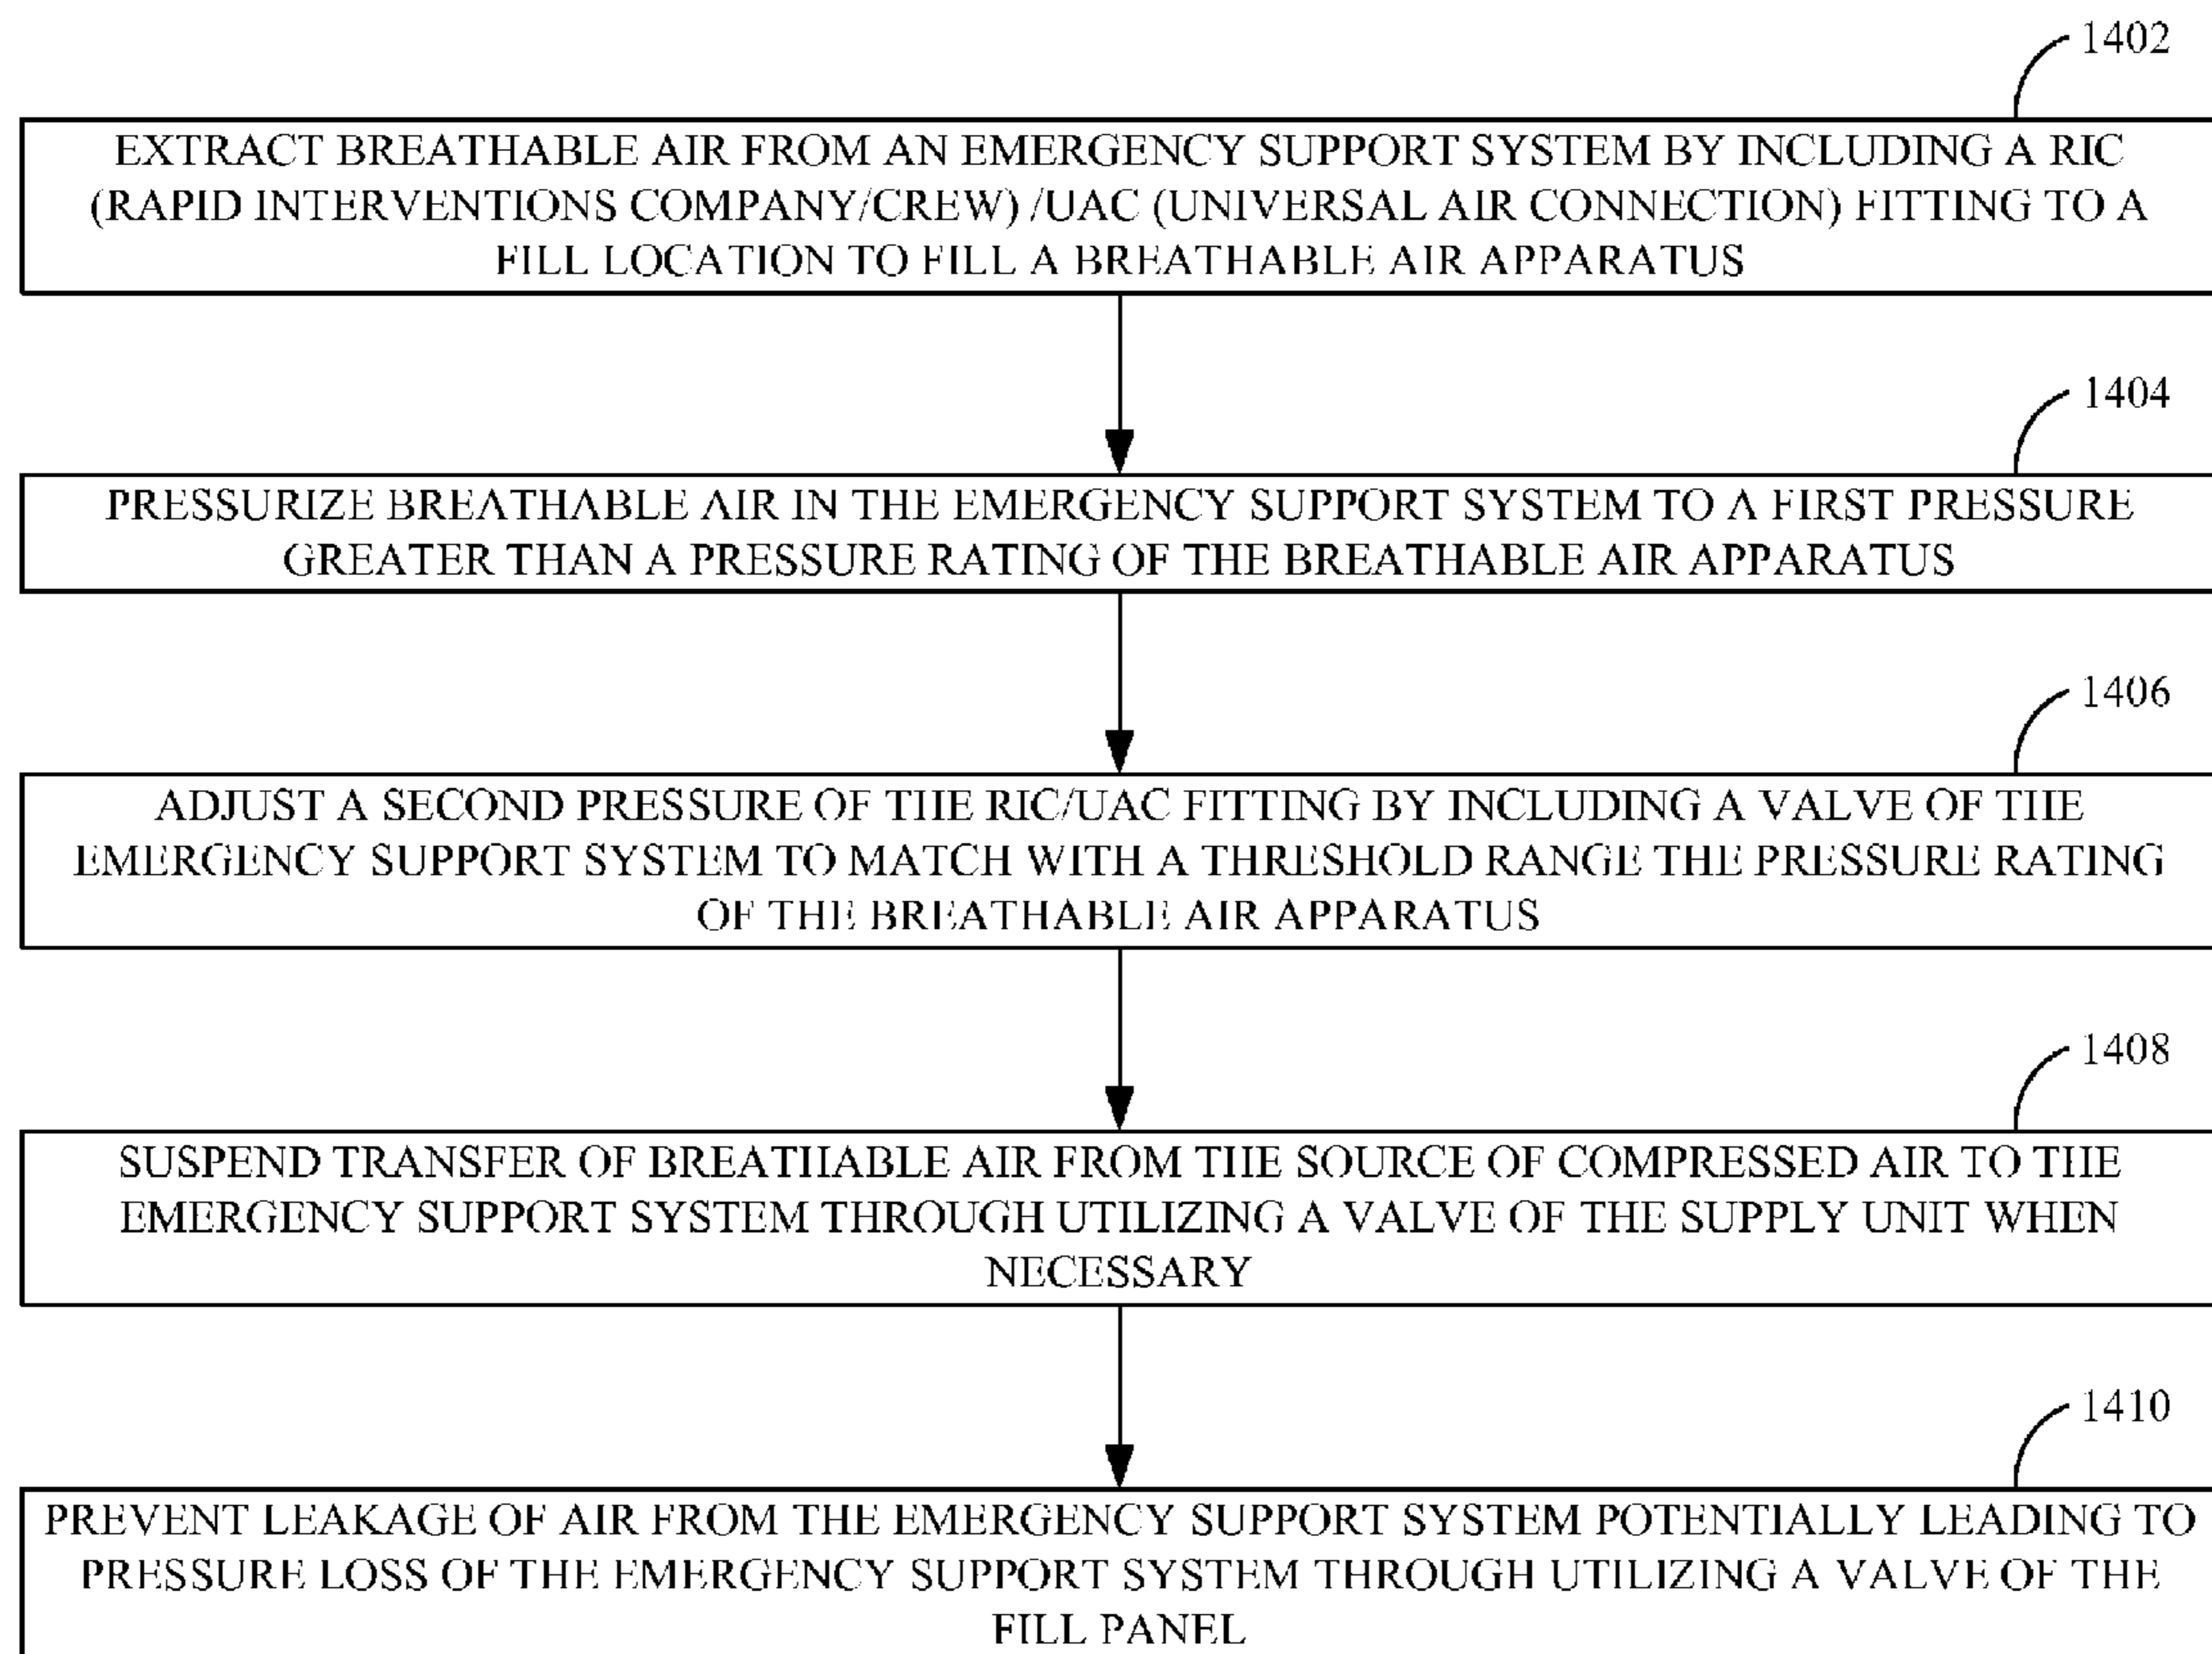 1402
EXTRACT BREATHABLE AIR FROM AN EMERGENCY SUPPORT SYSTEM BY INCLUDING A RIC
(RAPID INTERVENTIONS COMPANY/CREW) /UAC (UNIVERSAL AIR CONNECTION) FITTING TO A
FILL LOCATION TO FILL A BREATHABLE AIR APPARATUS
1404
PRESSURIZE BREATHABLE AIR IN THE EMERGENCY SUPPORT SYSTEM TO A FIRST PRESSURE
GREATER THAN A PRESSURE RATING OF THE BREATHABLE AIR APPARATUS
1406
ADJUST A SECOND PRESSURE OF THE RIC/UAC FITTING BY INCLUDING A VALVE OF THE
EMERGENCY SUPPORT SYSTEM TO MATCH WITH A THRESHOLD RANGE THE PRESSURE RATING
OF THE BREATHABLE AIR APPARATUS
1408
SUSPEND TRANSFER OF BREATHABLE AIR FROM THE SOURCE OF COMPRESSED AIR TO THE
EMERGENCY SUPPORT SYSTEM THROUGH UTILIZING A VALVE OF THE SUPPLY UNIT WHEN
NECESSARY
1410
PREVENT LEAKAGE OF AIR FROM THE EMERGENCY SUPPORT SYSTEM POTENTIALLY LEADING TO
PRESSURE LOSS OF THE EMERGENCY SUPPORT SYSTEM THROUGH UTILIZING A VALVE OF THE
FILL PANEL